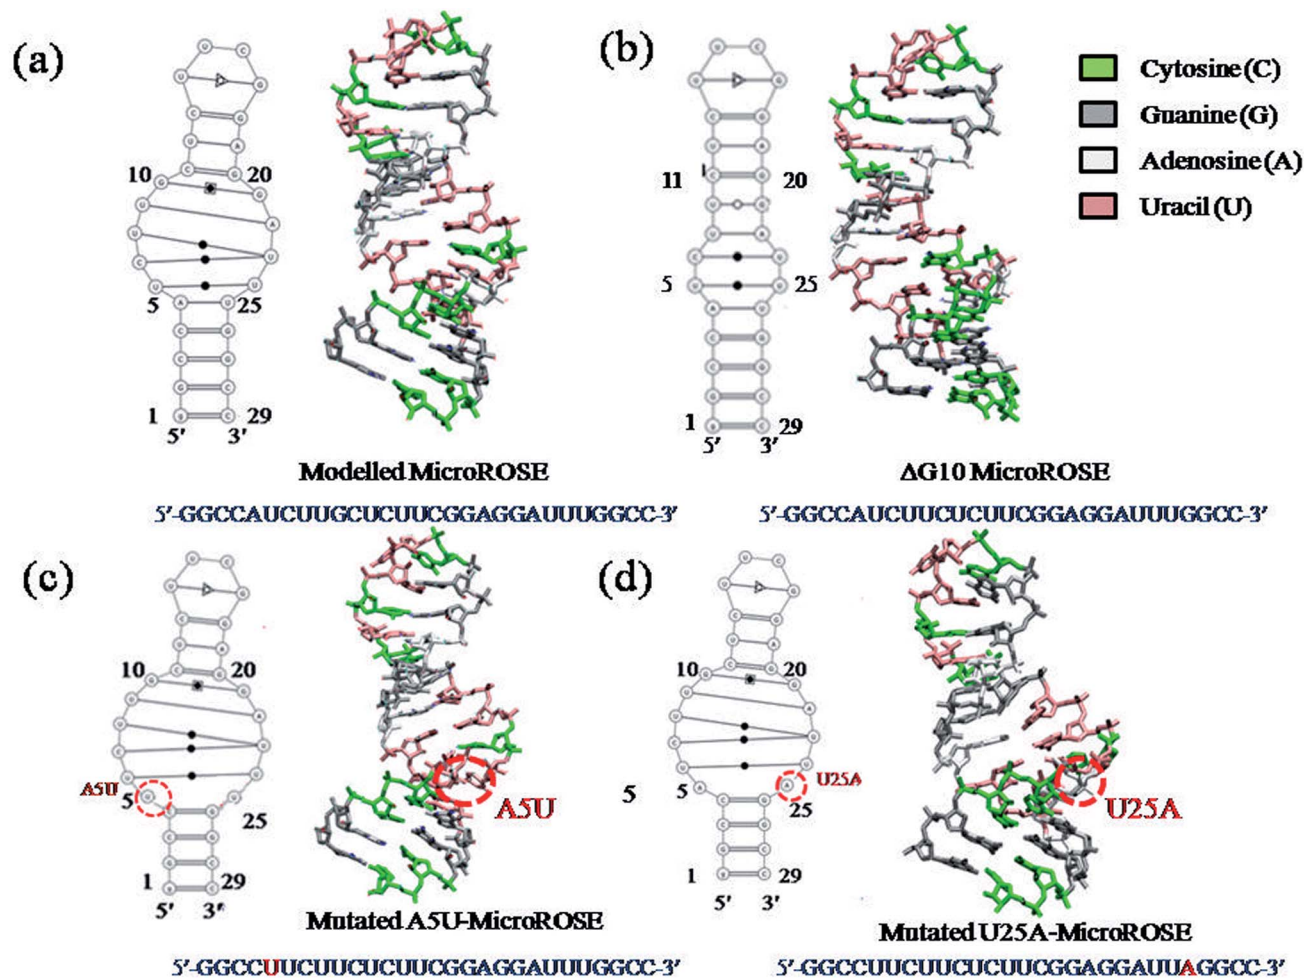 (a)
(b)
Cytosine (C)
Guanine (G)
Adenosine (A)
Uracil (U)
10 20
5 25
1 29
5' 3'
11 20
5 25
1 29
5' 3'
Modelled MicroROSE
ΔG10 MicroROSE
5'-GGCCAUCUUGCUCUUCGGAGGAUUUGGCC-3'
5'-GGCCAUCUUCUCUUCGGAGGAUUUGGCC-3'
(c)
(d)
10 20
A5U
5 25
1 29
5' 3'
A5U
10 20
U25A
5
5 25
1 29
5' 3'
U25A
Mutated A5U-MicroROSE
Mutated U25A-MicroROSE
5'-GGCCUUCUUCUCUUCGGAGGAUUUGGCC-3'
5'-GGCCUUCUUCUCUUCGGAGGAUUAGGCC-3'